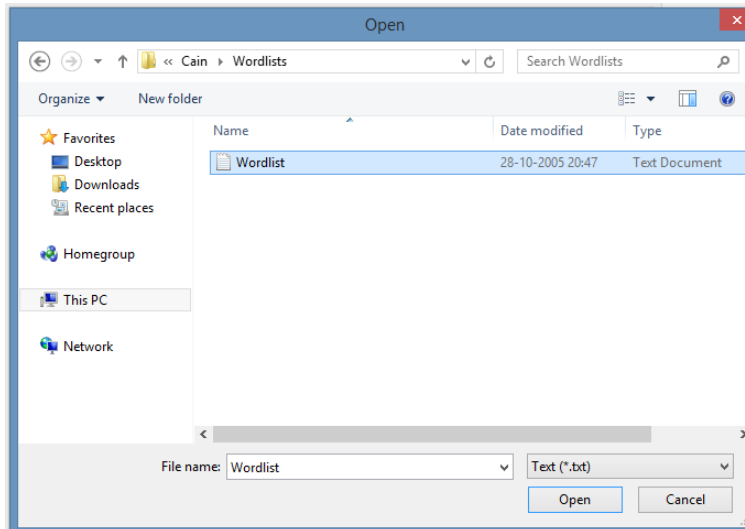 Open
« Cain ▸ Wordlists
Search Wordlists
Organize ▾ New folder
Name Date modified Type
Favorites
Desktop
Downloads
Recent places
Homegroup
This PC
Network
Wordlist 28-10-2005 20:47 Text Document
File name: Wordlist Text (*.txt)
Open Cancel